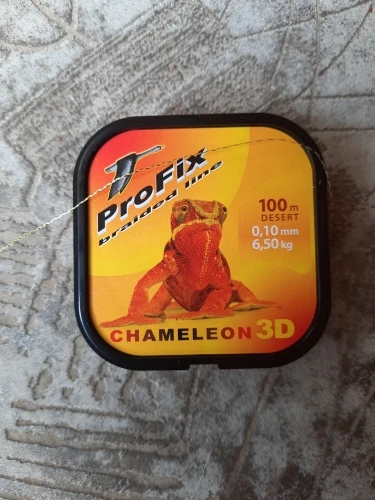 ProFix
braided line
100 m
DESERT
0,10 mm
6,50 kg
CHAMELEON 3D